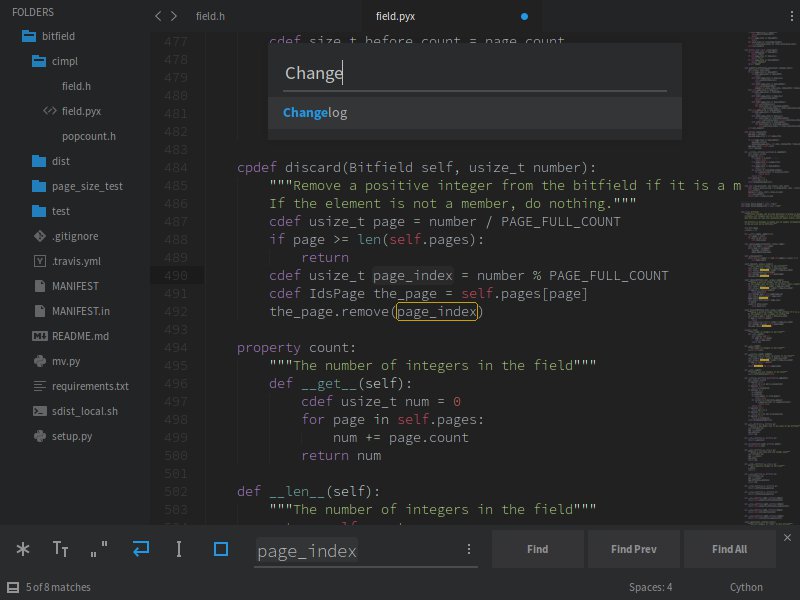 FOLDERS
bitfield
cimpl
field.h
field.pyx
popcount.h
dist
page_size_test
test
.gitignore
.travis.yml
MANIFEST
MANIFEST.in
README.md
mv.py
requirements.txt
sdist_local.sh
setup.py
field.h
field.pyx
477 cdef size_t before_count = page.count
478
479
480
481
482
483
Change
Changelog
484 cpdef discard(Bitfield self, usize_t number):
485 """Remove a positive integer from the bitfield if it is a m
486 If the element is not a member, do nothing."""
487 cdef usize_t page = number / PAGE_FULL_COUNT
488 if page >= len(self.pages):
489 return
490 cdef usize_t page_index = number % PAGE_FULL_COUNT
491 cdef IdsPage the_page = self.pages[page]
492 the_page.remove(page_index)
493
494 property count:
495 """The number of integers in the field"""
496 def __get__(self):
497 cdef usize_t num = 0
498 for page in self.pages:
499 num += page.count
500 return num
501
502 def __len__(self):
503 """The number of integers in the field"""
page_index
Find
Find Prev
Find All
5 of 8 matches
Spaces: 4
Cython